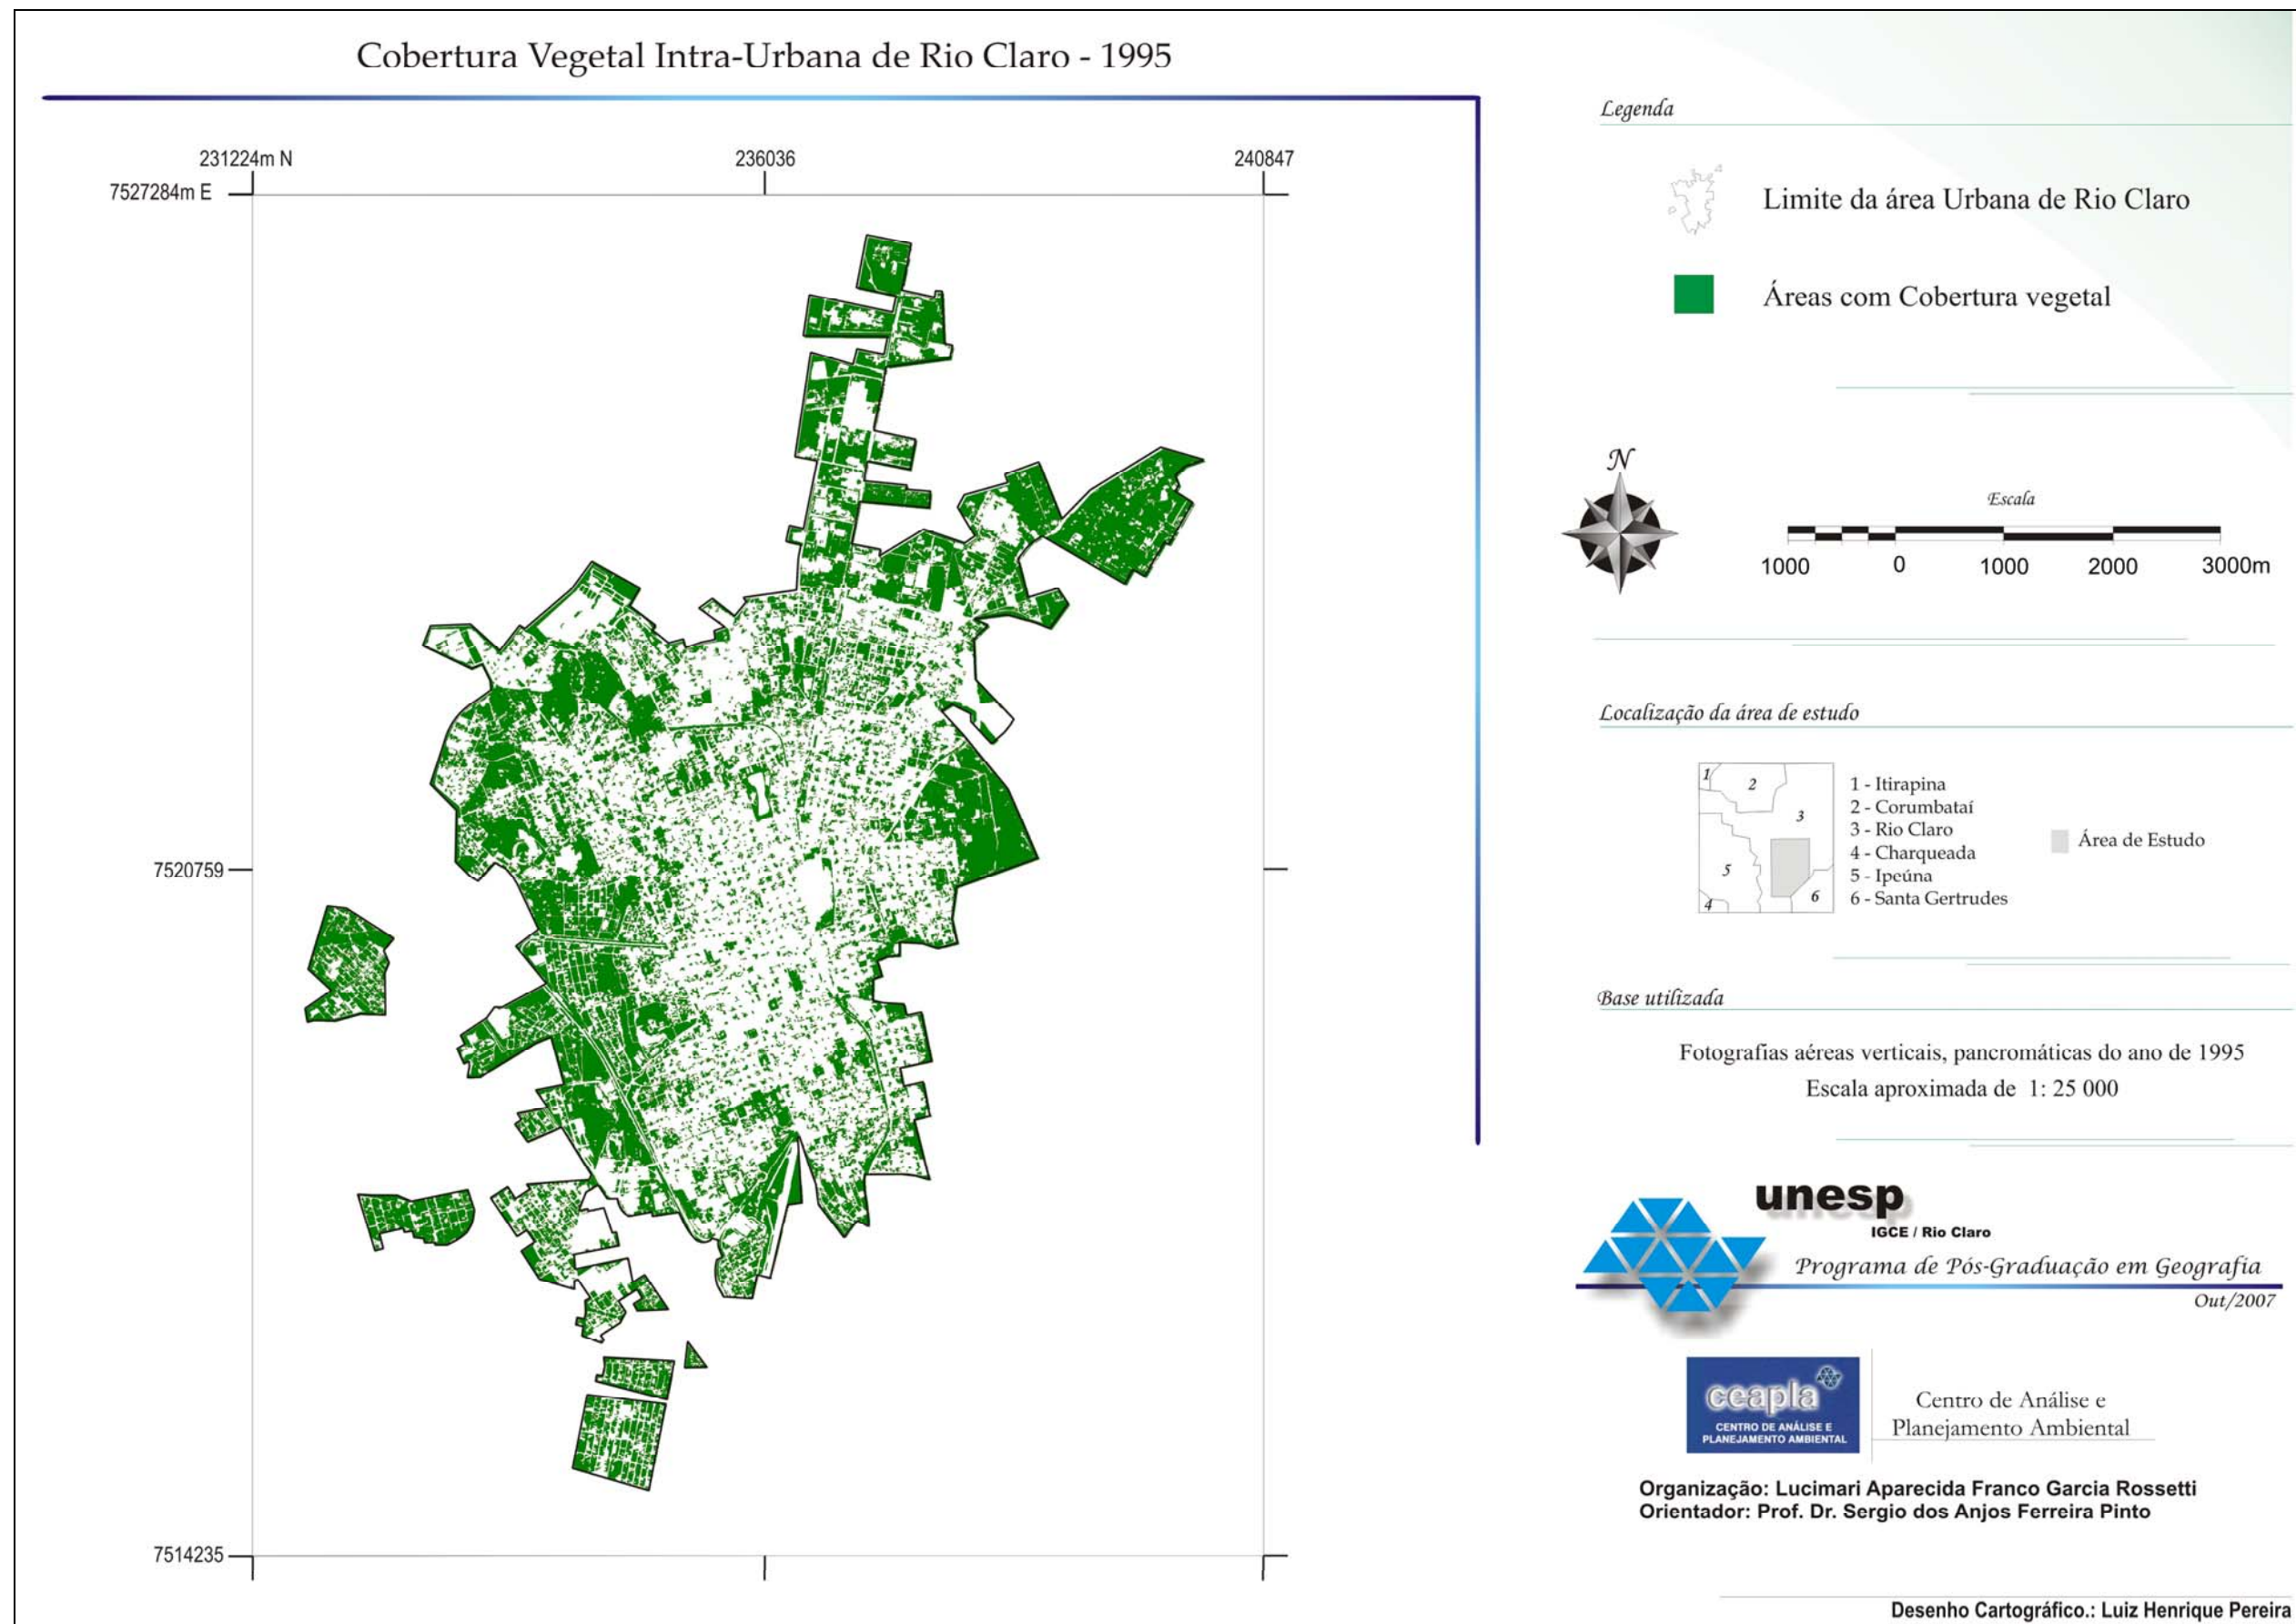 Cobertura Vegetal Intra-Urbana de Rio Claro - 1995
231224m N
236036
240847
7527284m E
7520759
7514235
Legenda
Limite da área Urbana de Rio Claro
Áreas com Cobertura vegetal
N
Escala
1000 0 1000 2000 3000m
Localização da área de estudo
1
2
3
5
4
6
1 - Itirapina
2 - Corumbataí
3 - Rio Claro
4 - Charqueada
5 - Ipeúna
6 - Santa Gertrudes
Área de Estudo
Base utilizada
Fotografias aéreas verticais, pancromáticas do ano de 1995
Escala aproximada de 1: 25 000
unesp
IGCE / Rio Claro
Programa de Pós-Graduação em Geografia
Out/2007
ceapla
CENTRO DE ANÁLISE E
PLANEJAMENTO AMBIENTAL
Centro de Análise e
Planejamento Ambiental
Organização: Lucimari Aparecida Franco Garcia Rossetti
Orientador: Prof. Dr. Sergio dos Anjos Ferreira Pinto
Desenho Cartográfico.: Luiz Henrique Pereira